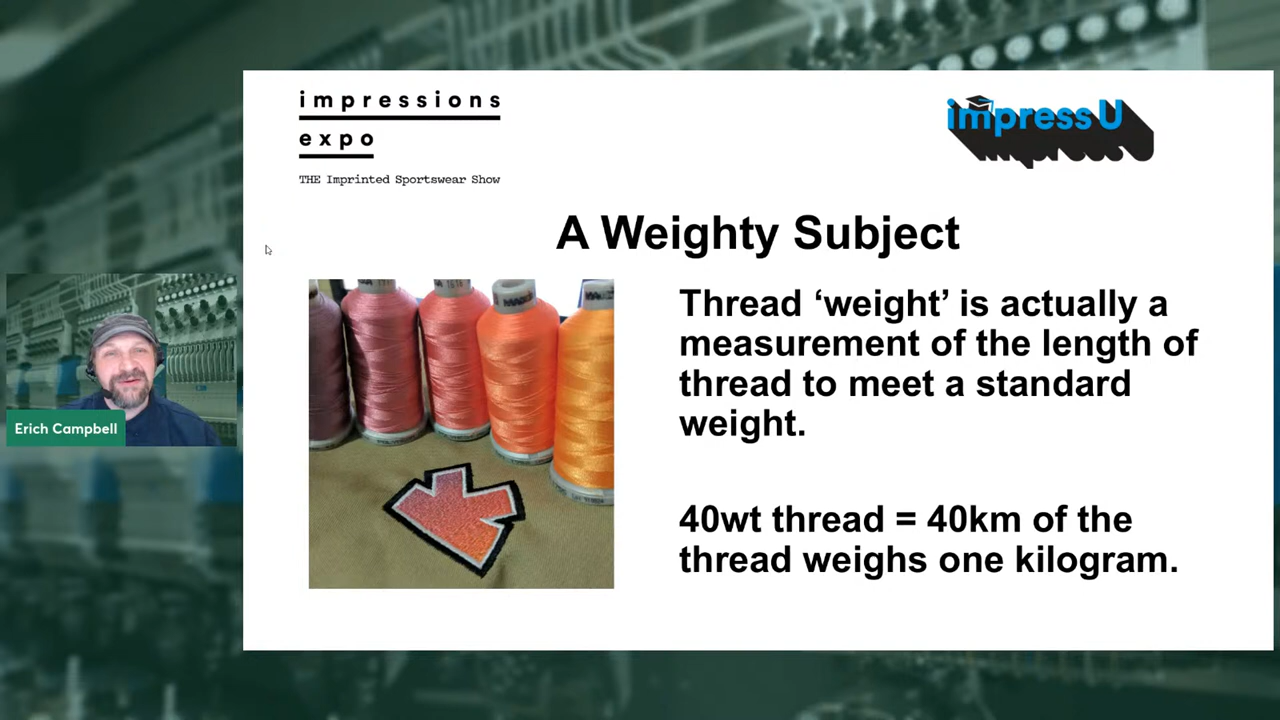 impressions
expo
THE Imprinted Sportswear Show
impress U
A Weighty Subject
Thread ‘weight’ is actually a
measurement of the length of
thread to meet a standard
weight.
40wt thread = 40km of the
thread weighs one kilogram.
Erich Campbell